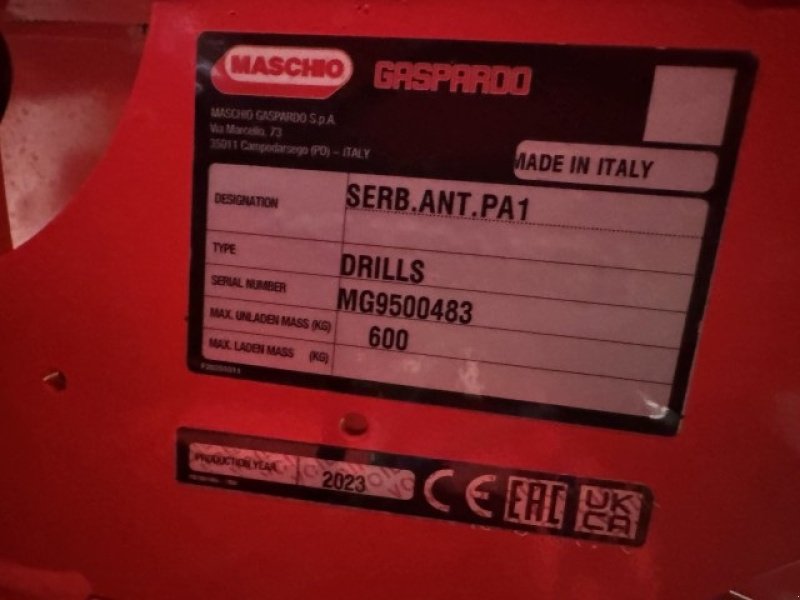 MASCHIO GASPARDO
MASCHIO GASPARDO S.p.A.
Via Marcello, 73
35011 Campodarsego (PD) – ITALY
MADE IN ITALY
DESIGNATION SERB.ANT.PA1
TYPE DRILLS
SERIAL NUMBER MG9500483
MAX. UNLADEN MASS (KG) 600
MAX. LADEN MASS (KG)
PRODUCTION YEAR 2023 CE EAC UK CA